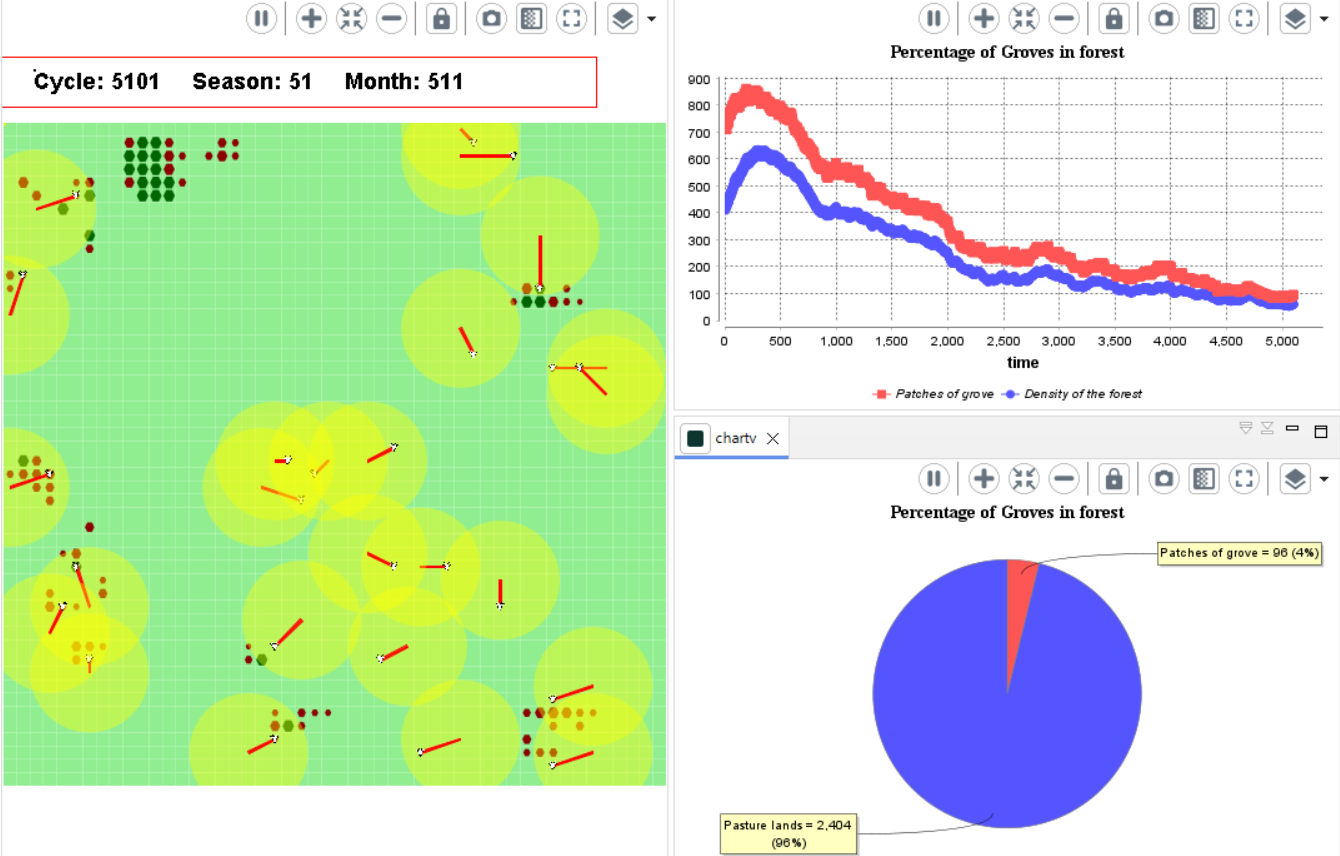 Cycle: 5101 Season: 51 Month: 511
Percentage of Groves in forest
900
800
700
600
500
400
300
200
100
0
0 500 1,000 1,500 2,000 2,500 3,000 3,500 4,000 4,500 5,000
time
Patches of grove Density of the forest
chartv
Percentage of Groves in forest
Patches of grove = 96 (4%)
Pasture lands = 2,404
(96%)